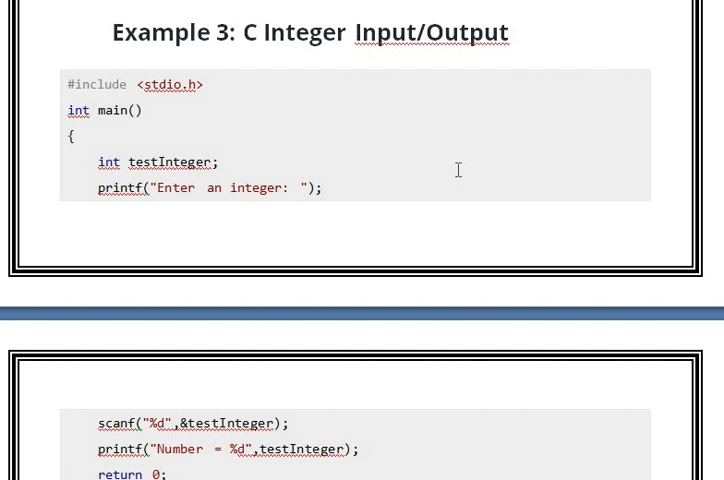 Example 3: C Integer Input/Output
#include <stdio.h>
int main()
{
int testInteger;
printf("Enter an integer: ");
scanf("%d",&testInteger);
printf("Number = %d",testInteger);
return 0;